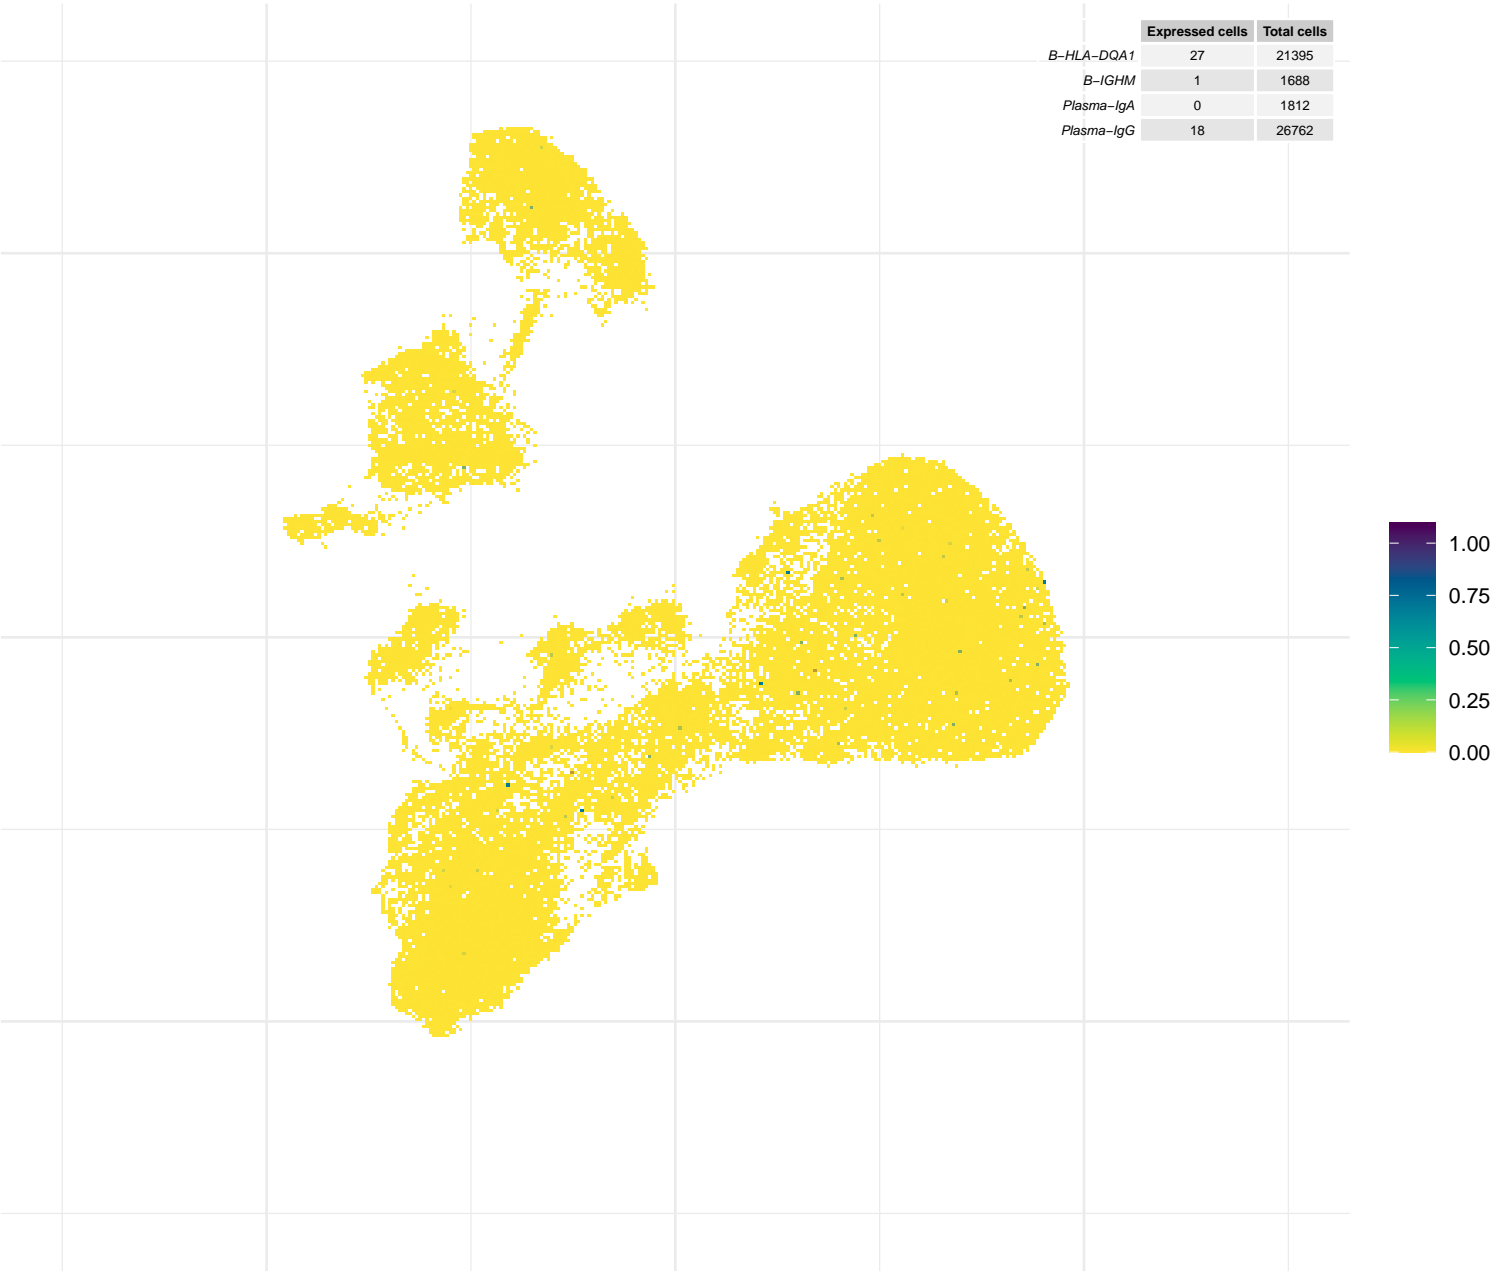 Expressed cells Total cells
B−HLA−DQA1 27 21395
B−IGHM 1 1688
Plasma−IgA 0 1812
Plasma−IgG 18 26762
1.00
0.75
0.50
0.25
0.00